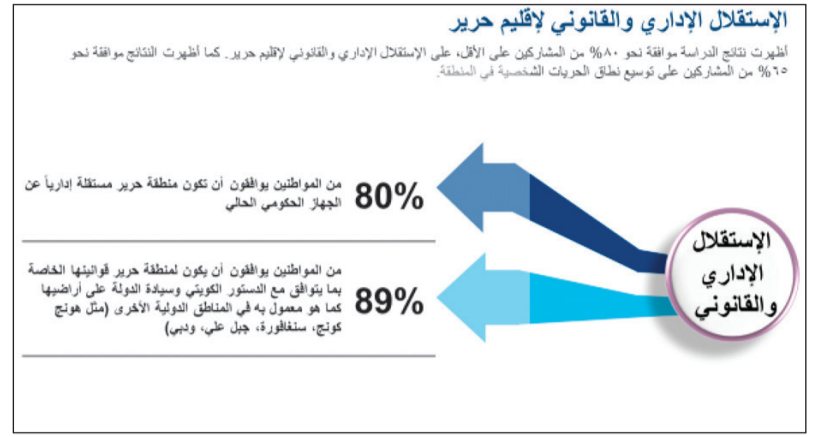 الإستقلال الإداري والقانوني لإقليم حرير
أظهرت نتائج الدراسة موافقة نحو ٨٠% من المشاركين على الأقل، على الإستقلال الإداري والقانوني لإقليم حرير. كما أظهرت النتائج موافقة نحو
٦٥% من المشاركين على توسيع نطاق الحريات الشخصية في المنطقة.
الإستقلال
الإداري
والقانوني
80%
من المواطنين يوافقون أن تكون منطقة حرير مستقلة إدارياً عن
الجهاز الحكومي الحالي
89%
من المواطنين يوافقون أن يكون لمنطقة حرير قوانينها الخاصة
بما يتوافق مع الدستور الكويتي وسيادة الدولة على أراضيها
كما هو معمول به في المناطق الدولية الأخرى (مثل هونج
كونج، سنغافورة، جبل علي، ودبي)